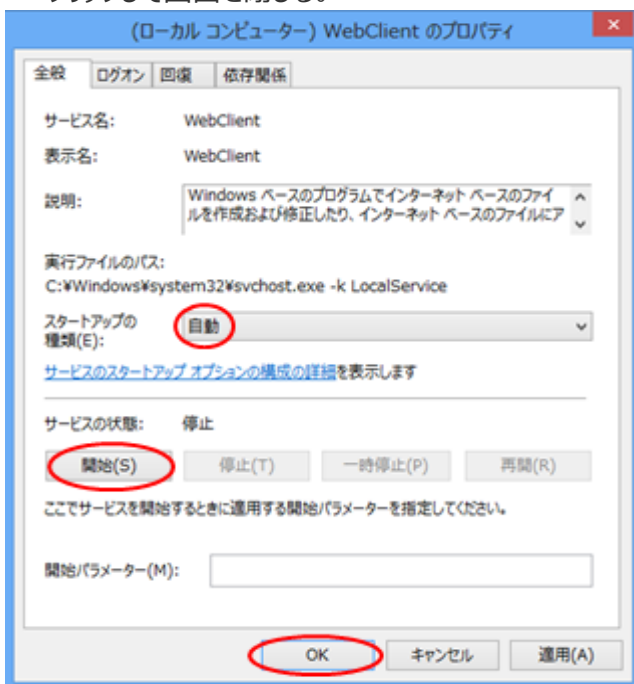 (ローカル コンピューター) WebClient のプロパティ
全般 ログオン 回復 依存関係
サービス名: WebClient
表示名: WebClient
説明: Windows ベースのプログラムでインターネット ベースのファイ
ルを作成および修正したり、インターネット ベースのファイルにア
実行ファイルのパス:
C:¥Windows¥system32¥svchost.exe -k LocalService
スタートアップの
種類(E): 自動
サービスのスタートアップ オプションの構成の詳細を表示します
サービスの状態: 停止
開始(S) 停止(T) 一時停止(P) 再開(R)
ここでサービスを開始するときに適用する開始パラメーターを指定してください。
開始パラメーター(M):
OK キャンセル 適用(A)